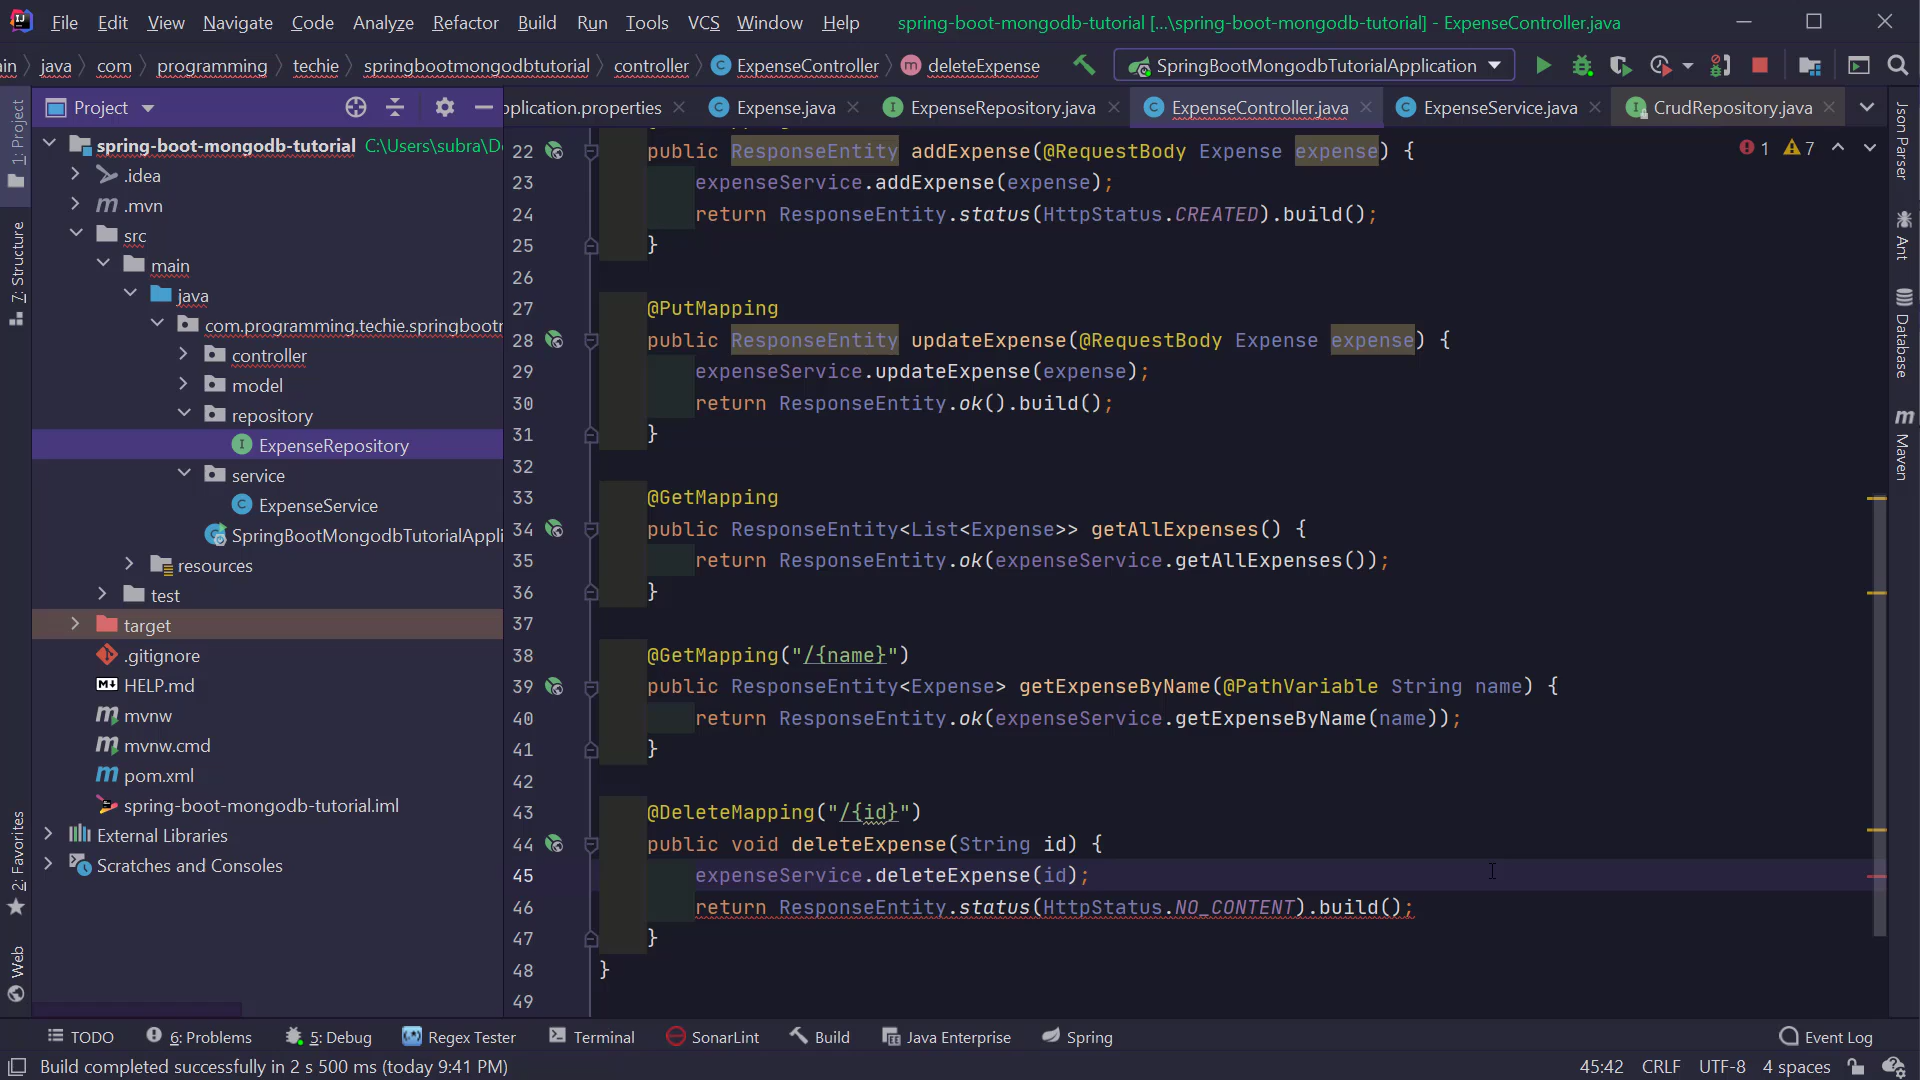 File Edit View Navigate Code Analyze Refactor Build Run Tools VCS Window Help spring-boot-mongodb-tutorial [...\spring-boot-mongodb-tutorial] - ExpenseController.java
in java com programming techie springbootmongodbtutorial controller ExpenseController deleteExpense SpringBootMongodbTutorialApplication
Project pplication.properties Expense.java ExpenseRepository.java ExpenseController.java ExpenseService.java CrudRepository.java
1: Project
7: Structure
2: Favorites
Web
spring-boot-mongodb-tutorial C:\Users\subra\De
.idea
.mvn
src
main
java
com.programming.techie.springbootm
controller
model
repository
ExpenseRepository
service
ExpenseService
SpringBootMongodbTutorialAppli
resources
test
target
.gitignore
HELP.md
mvnw
mvnw.cmd
pom.xml
spring-boot-mongodb-tutorial.iml
External Libraries
Scratches and Consoles
1 7
22 public ResponseEntity addExpense(@RequestBody Expense expense) {
23 expenseService.addExpense(expense);
24 return ResponseEntity.status(HttpStatus.CREATED).build();
25 }
26
27 @PutMapping
28 public ResponseEntity updateExpense(@RequestBody Expense expense) {
29 expenseService.updateExpense(expense);
30 return ResponseEntity.ok().build();
31 }
32
33 @GetMapping
34 public ResponseEntity<List<Expense>> getAllExpenses() {
35 return ResponseEntity.ok(expenseService.getAllExpenses());
36 }
37
38 @GetMapping("/{name}")
39 public ResponseEntity<Expense> getExpenseByName(@PathVariable String name) {
40 return ResponseEntity.ok(expenseService.getExpenseByName(name));
41 }
42
43 @DeleteMapping("/{id}")
44 public void deleteExpense(String id) {
45 expenseService.deleteExpense(id);
46 return ResponseEntity.status(HttpStatus.NO_CONTENT).build();
47 }
48 }
49
Json Parser
Ant
Database
Maven
TODO 6: Problems 5: Debug Regex Tester Terminal SonarLint Build Java Enterprise Spring Event Log
Build completed successfully in 2 s 500 ms (today 9:41 PM) 45:42 CRLF UTF-8 4 spaces